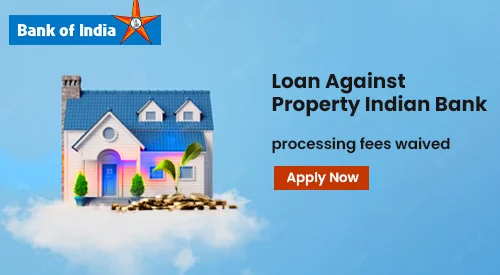 Bank of India
Loan Against
Property Indian Bank
processing fees waived
Apply Now